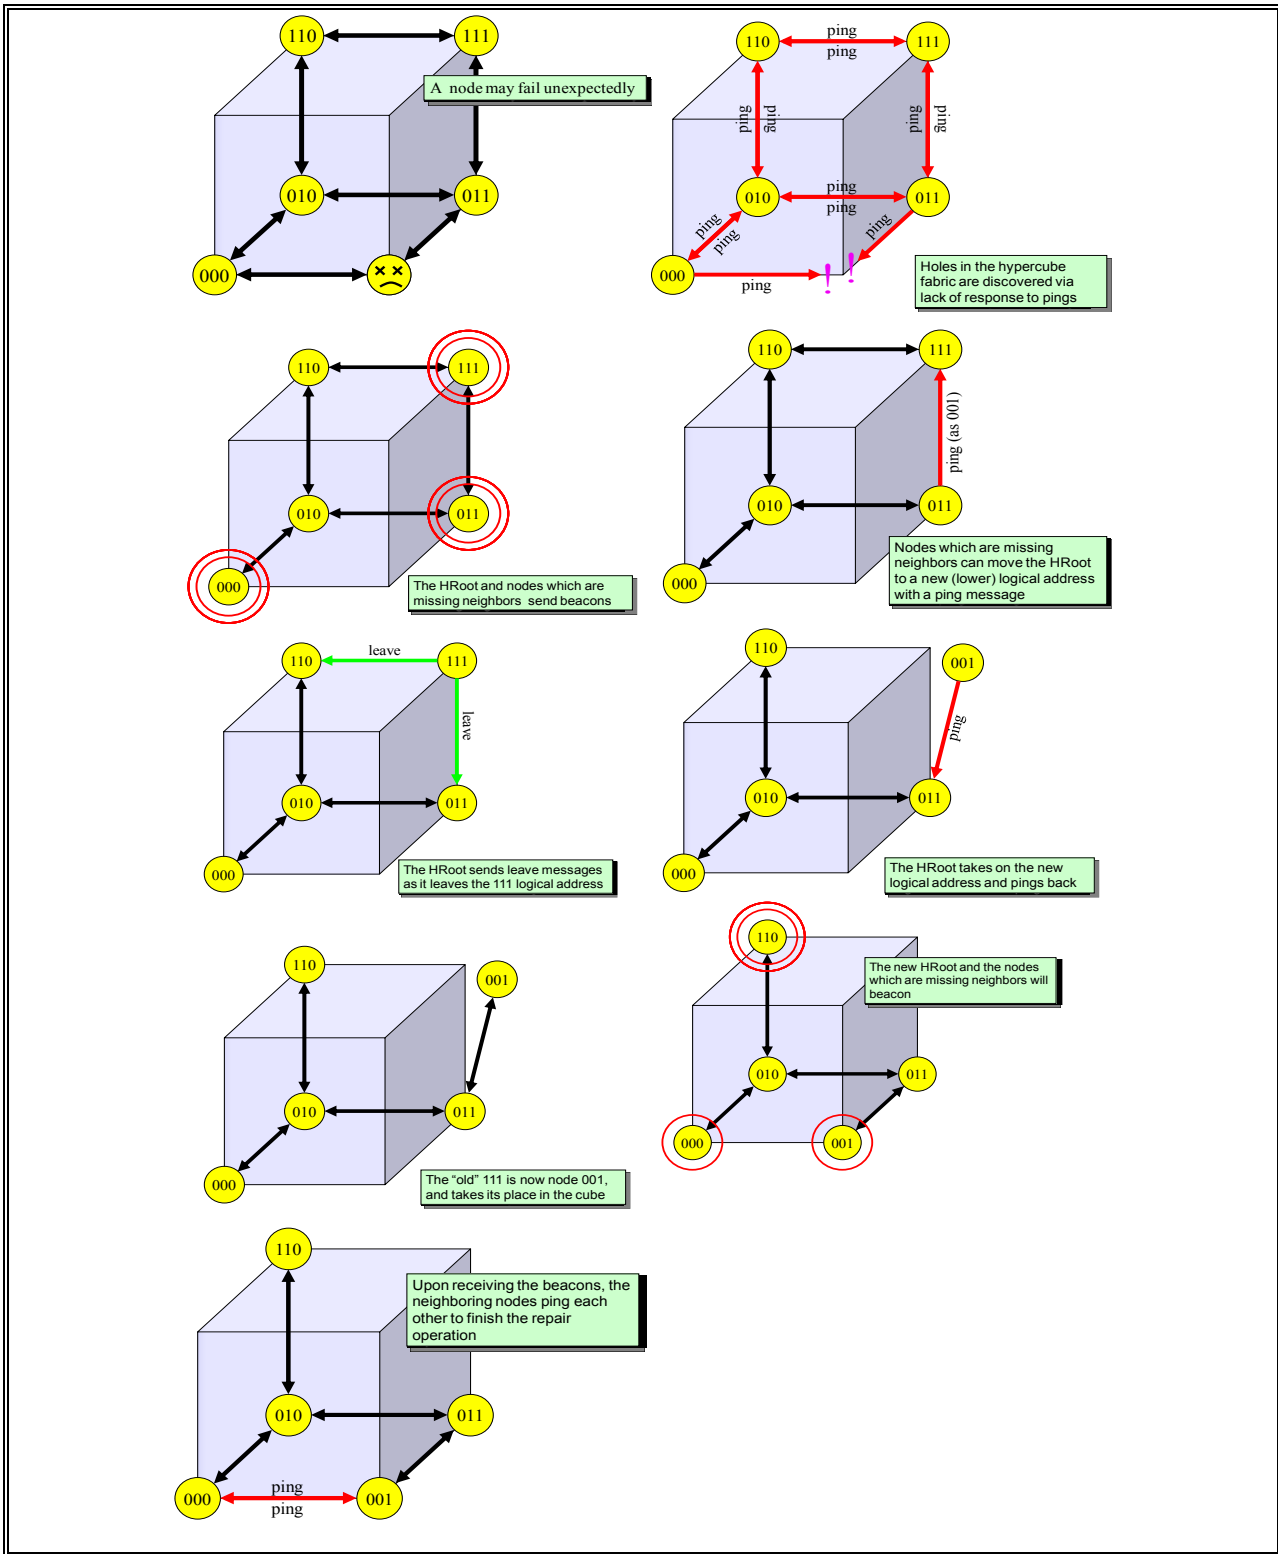 110
111
A node may fail unexpectedly
010
011
000
110
ping
ping
111
ping
ping
ping
ping
010
ping
ping
011
ping
ping
ping
000
ping
!
!
Holes in the hypercube
fabric are discovered via
lack of response to pings
110
111
010
011
000
The HRoot and nodes which are
missing neighbors send beacons
110
111
ping (as 001)
010
011
000
Nodes which are missing
neighbors can move the HRoot
to a new (lower) logical address
with a ping message
110
leave
111
leave
010
011
000
The HRoot sends leave messages
as it leaves the 111 logical address
110
001
ping
010
011
000
The HRoot takes on the new
logical address and pings back
110
001
010
011
000
The “old” 111 is now node 001,
and takes its place in the cube
110
The new HRoot and the nodes
which are missing neighbors will
beacon
010
011
000
001
110
Upon receiving the beacons, the
neighboring nodes ping each
other to finish the repair
operation
010
011
000
ping
ping
001